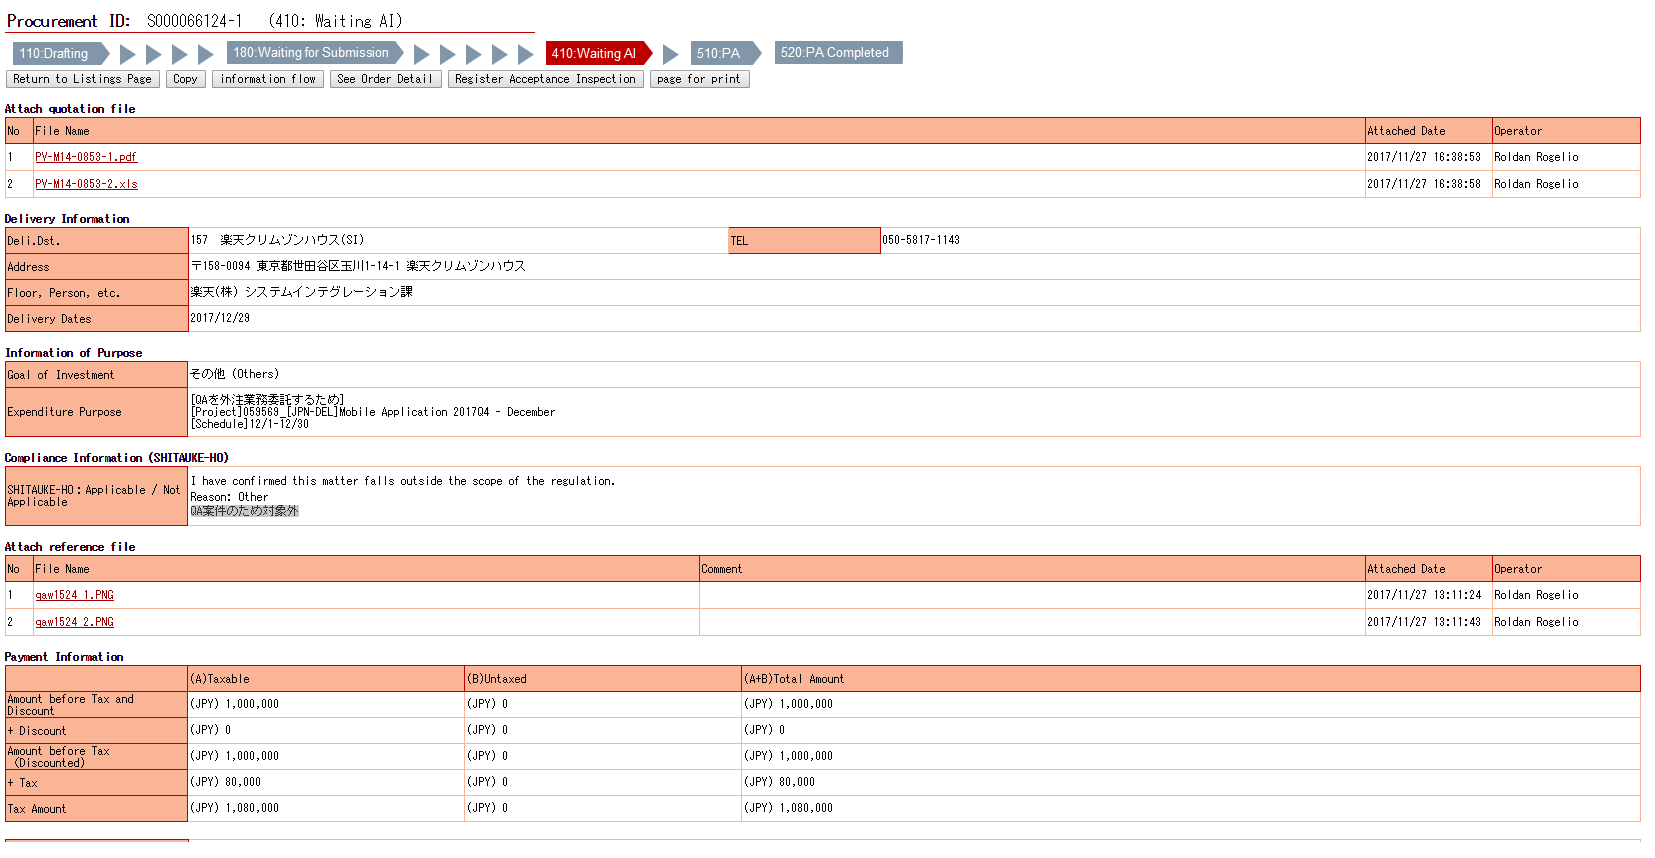 Procurement ID: S000066124-1 (410: Waiting AI)
110:Drafting 180:Waiting for Submission 410:Waiting AI 510:PA 520:PA Completed
Return to Listings Page Copy information flow See Order Detail Register Acceptance Inspection page for print
Attach quotation file
No File Name Attached Date Operator
1 PV-M14-0853-1.pdf 2017/11/27 16:38:53 Roldan Rogelio
2 PV-M14-0853-2.xls 2017/11/27 16:38:58 Roldan Rogelio
Delivery Information
Deli.Dst. 157 楽天クリムゾンハウス(SI) TEL 050-5817-1143
Address 〒158-0094 東京都世田谷区玉川1-14-1 楽天クリムゾンハウス
Floor, Person, etc. 楽天(株) システムインテグレーション課
Delivery Dates 2017/12/29
Information of Purpose
Goal of Investment その他 (Others)
Expenditure Purpose
[QAを外注業務委託するため]
[Project]059569_[JPN-DEL]Mobile Application 2017Q4 - December
[Schedule]12/1-12/30
Compliance Information (SHITAUKE-HO)
SHITAUKE-HO：Applicable / Not
Applicable
I have confirmed this matter falls outside the scope of the regulation.
Reason: Other
QA案件のため対象外
Attach reference file
No File Name Comment Attached Date Operator
1 qaw1524_1.PNG 2017/11/27 13:11:24 Roldan Rogelio
2 qaw1524_2.PNG 2017/11/27 13:11:43 Roldan Rogelio
Payment Information
(A)Taxable (B)Untaxed (A+B)Total Amount
Amount before Tax and
Discount
(JPY) 1,000,000 (JPY) 0 (JPY) 1,000,000
+ Discount (JPY) 0 (JPY) 0 (JPY) 0
Amount before Tax
(Discounted)
(JPY) 1,000,000 (JPY) 0 (JPY) 1,000,000
+ Tax (JPY) 80,000 (JPY) 0 (JPY) 80,000
Tax Amount (JPY) 1,080,000 (JPY) 0 (JPY) 1,080,000